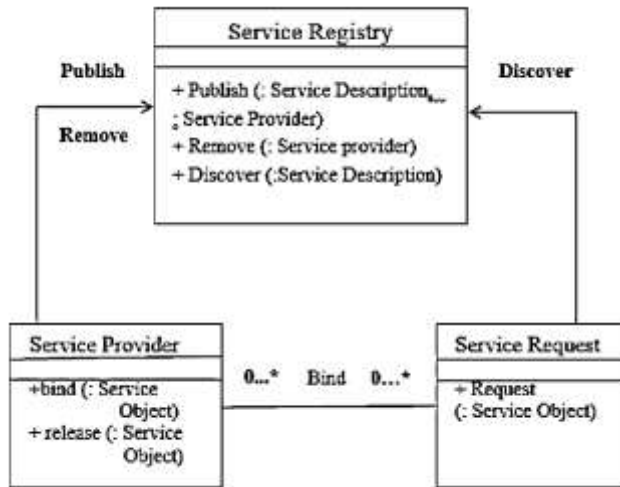 Service Registry
Publish
Discover
+ Publish (: Service Description,
: Service Provider)
Remove
+ Remove (: Service provider)
+ Discover (:Service Description)
Service Provider
Service Request
0...* Bind 0...*
+bind (: Service
Object)
+ release (: Service
Object)
+ Request
(: Service Object)